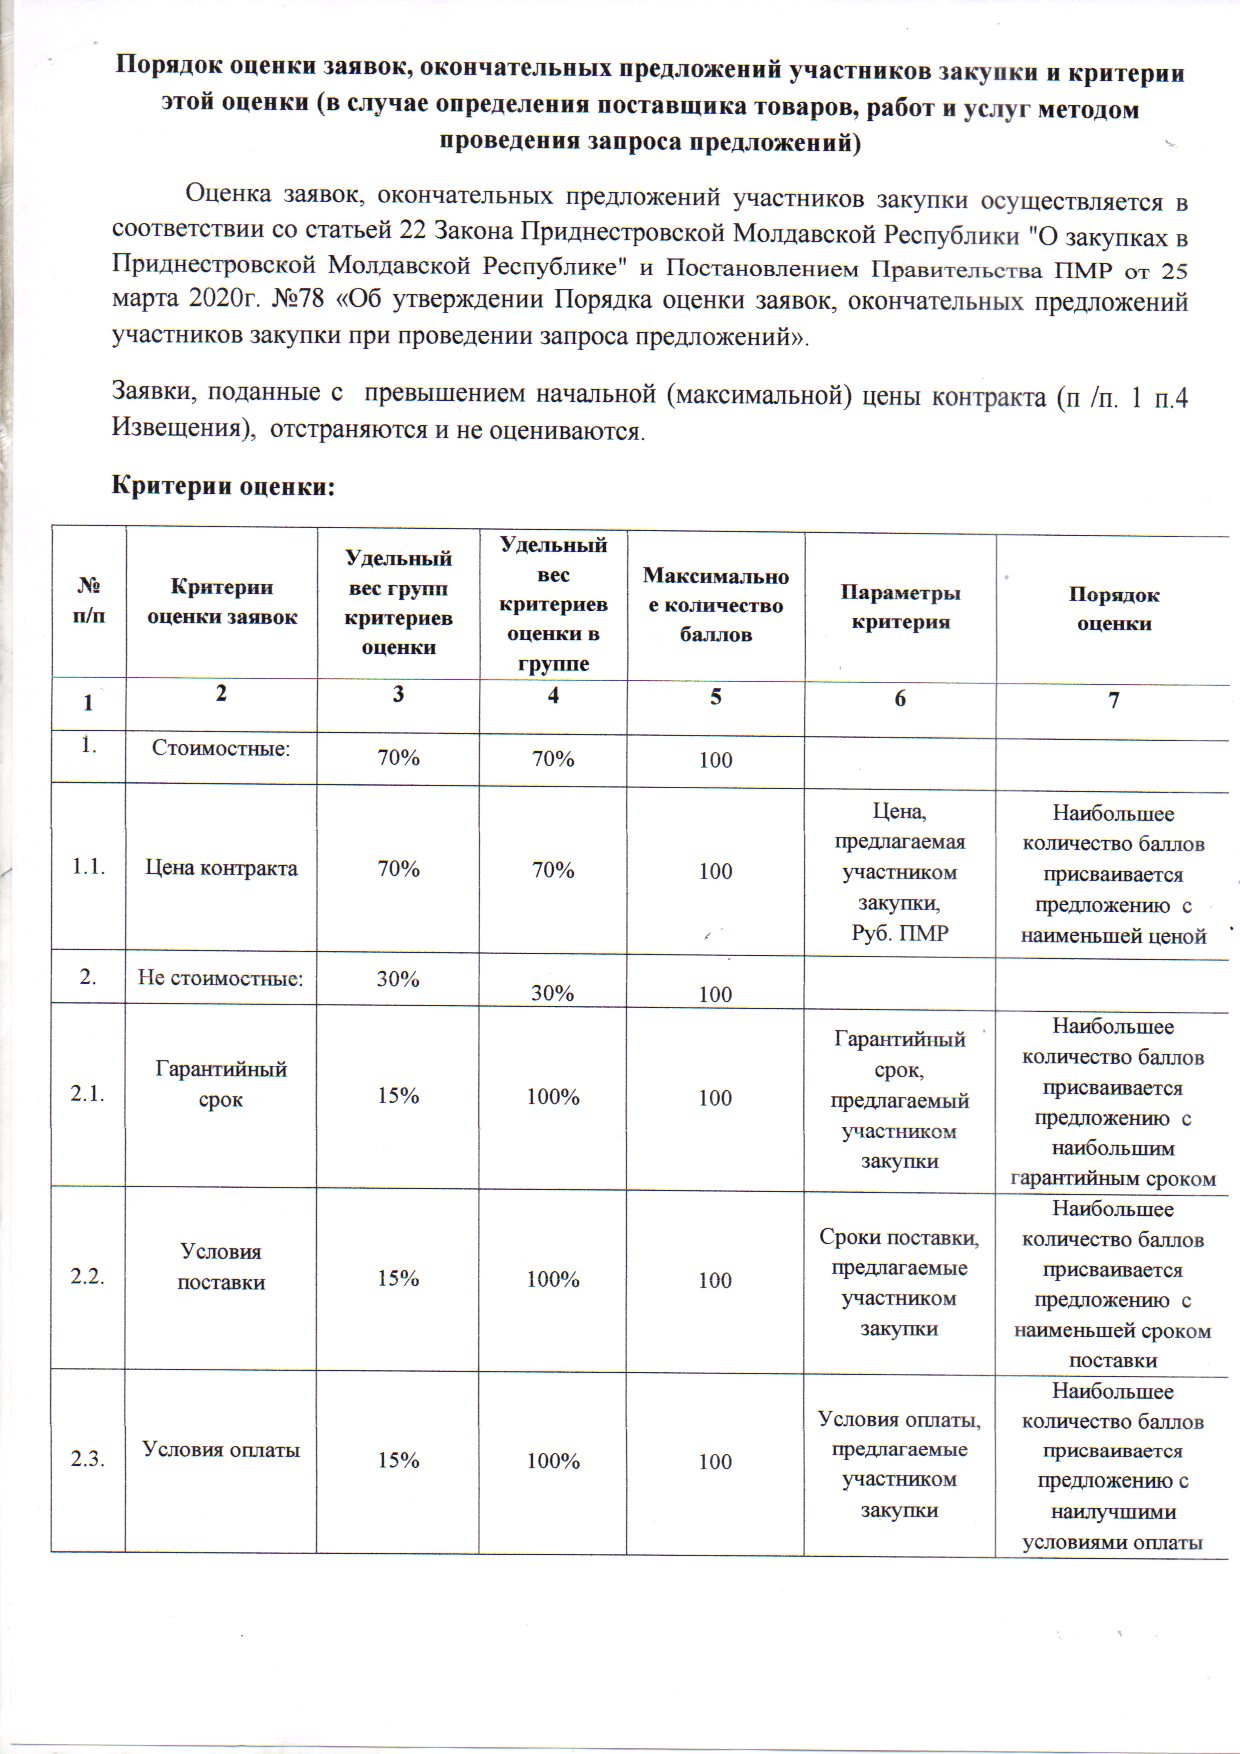 Порядок оценки заявок, окончательных предложений участников закупки и критерии
этой оценки (в случае определения поставщика товаров, работ и услуг методом
проведения запроса предложений)
Оценка заявок, окончательных предложений участников закупки осуществляется в
соответствии со статьей 22 Закона Приднестровской Молдавской Республики "О закупках в
Приднестровской Молдавской Республике" и Постановлением Правительства ПМР от 25
марта 2020г. №78 «Об утверждении Порядка оценки заявок, окончательных предложений
участников закупки при проведении запроса предложений».
Заявки, поданные с превышением начальной (максимальной) цены контракта (п /п. 1 п.4
Извещения), отстраняются и не оцениваются.
Критерии оценки:
№
п/п
Критерии
оценки заявок
Удельный
вес групп
критериев
оценки
Удельный
вес
критериев
оценки в
группе
Максимально
е количество
баллов
Параметры
критерия
Порядок
оценки
1
2
3
4
5
6
7
1.
Стоимостные:
70%
70%
100
1.1.
Цена контракта
70%
70%
100
Цена,
предлагаемая
участником
закупки,
Руб. ПМР
Наибольшее
количество баллов
присваивается
предложению с
наименьшей ценой
2.
Не стоимостные:
30%
30%
100
2.1.
Гарантийный
срок
15%
100%
100
Гарантийный
срок,
предлагаемый
участником
закупки
Наибольшее
количество баллов
присваивается
предложению с
наибольшим
гарантийным сроком
2.2.
Условия
поставки
15%
100%
100
Сроки поставки,
предлагаемые
участником
закупки
Наибольшее
количество баллов
присваивается
предложению с
наименьшей сроком
поставки
2.3.
Условия оплаты
15%
100%
100
Условия оплаты,
предлагаемые
участником
закупки
Наибольшее
количество баллов
присваивается
предложению с
наилучшими
условиями оплаты